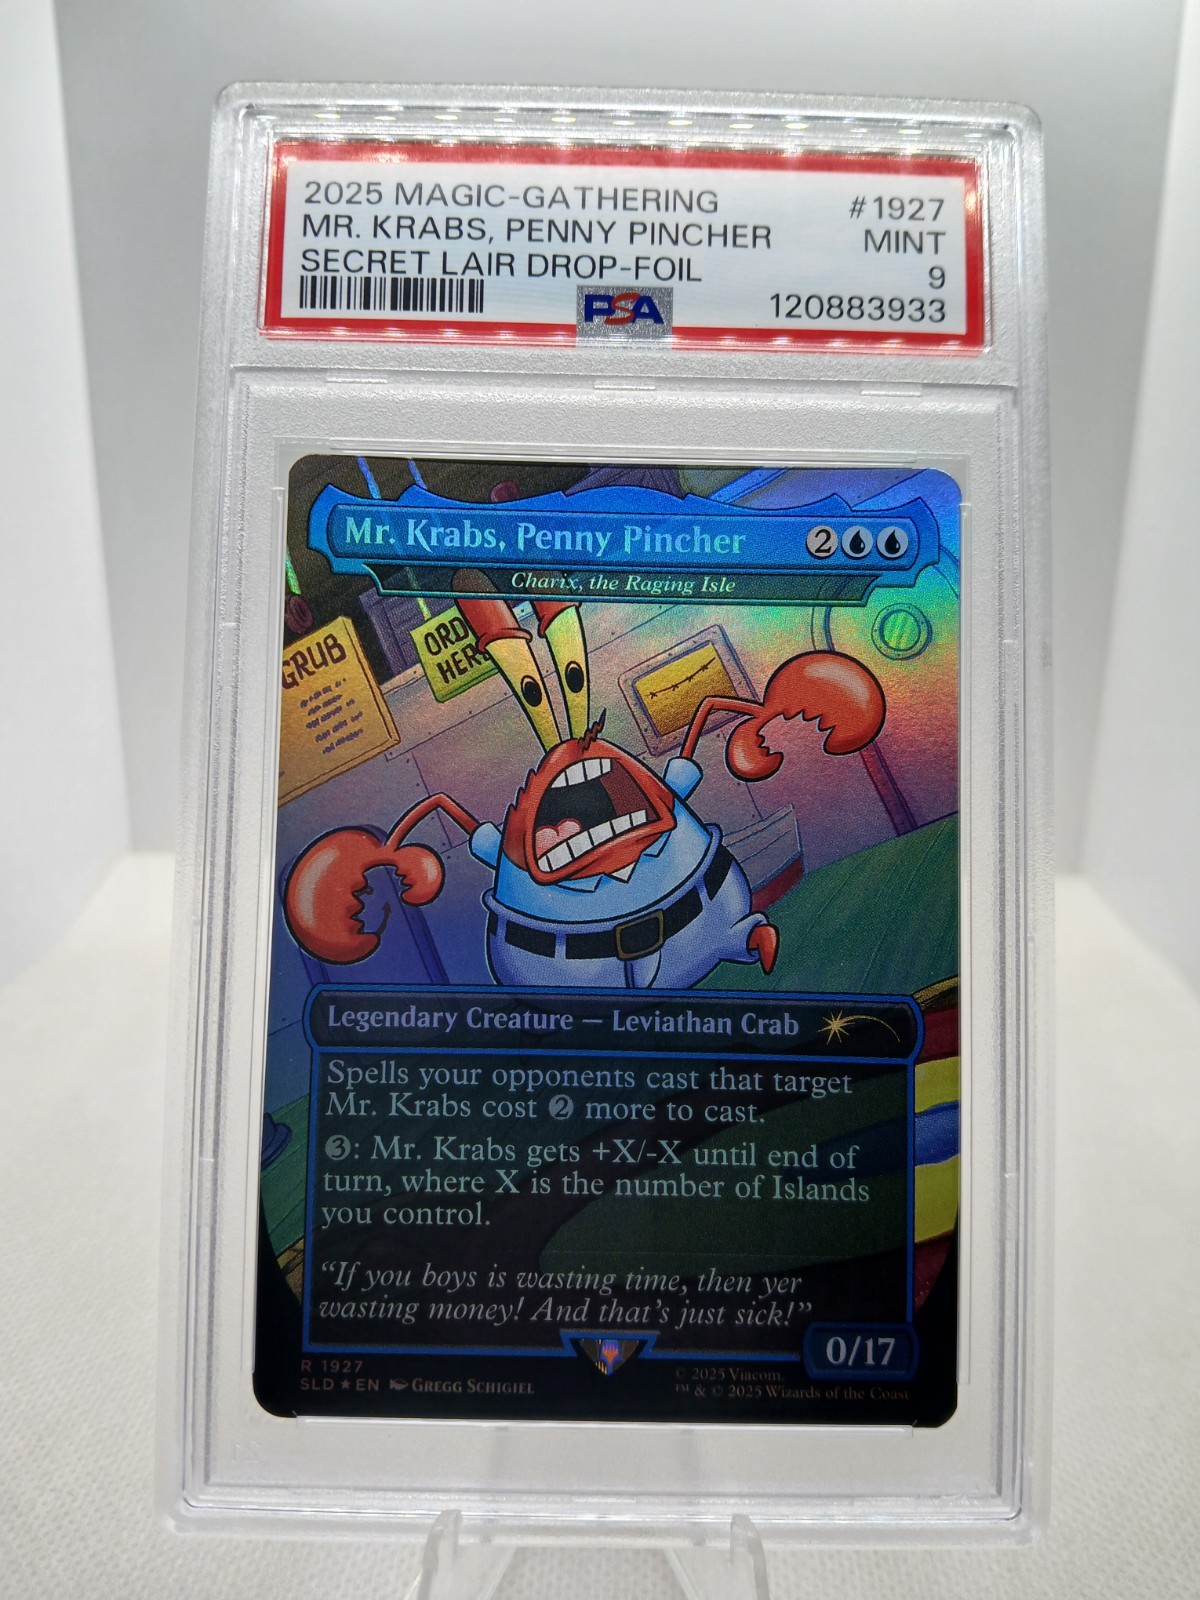 2025 MAGIC-GATHERING #1927
MR. KRABS, PENNY PINCHER MINT
SECRET LAIR DROP-FOIL 9
PSA 120883933
Mr. Krabs, Penny Pincher 2
Charix, the Raging Isle
GRUB
ORD
HER
Legendary Creature — Leviathan Crab
Spells your opponents cast that target
Mr. Krabs cost 2 more to cast.
3: Mr. Krabs gets +X/-X until end of
turn, where X is the number of Islands
you control.
“If you boys is wasting time, then yer
wasting money! And that’s just sick!”
0/17
R 1927
SLD ★ EN GREGG SCHIGIEL
© 2025 Viacom.
™ & © 2025 Wizards of the Coast